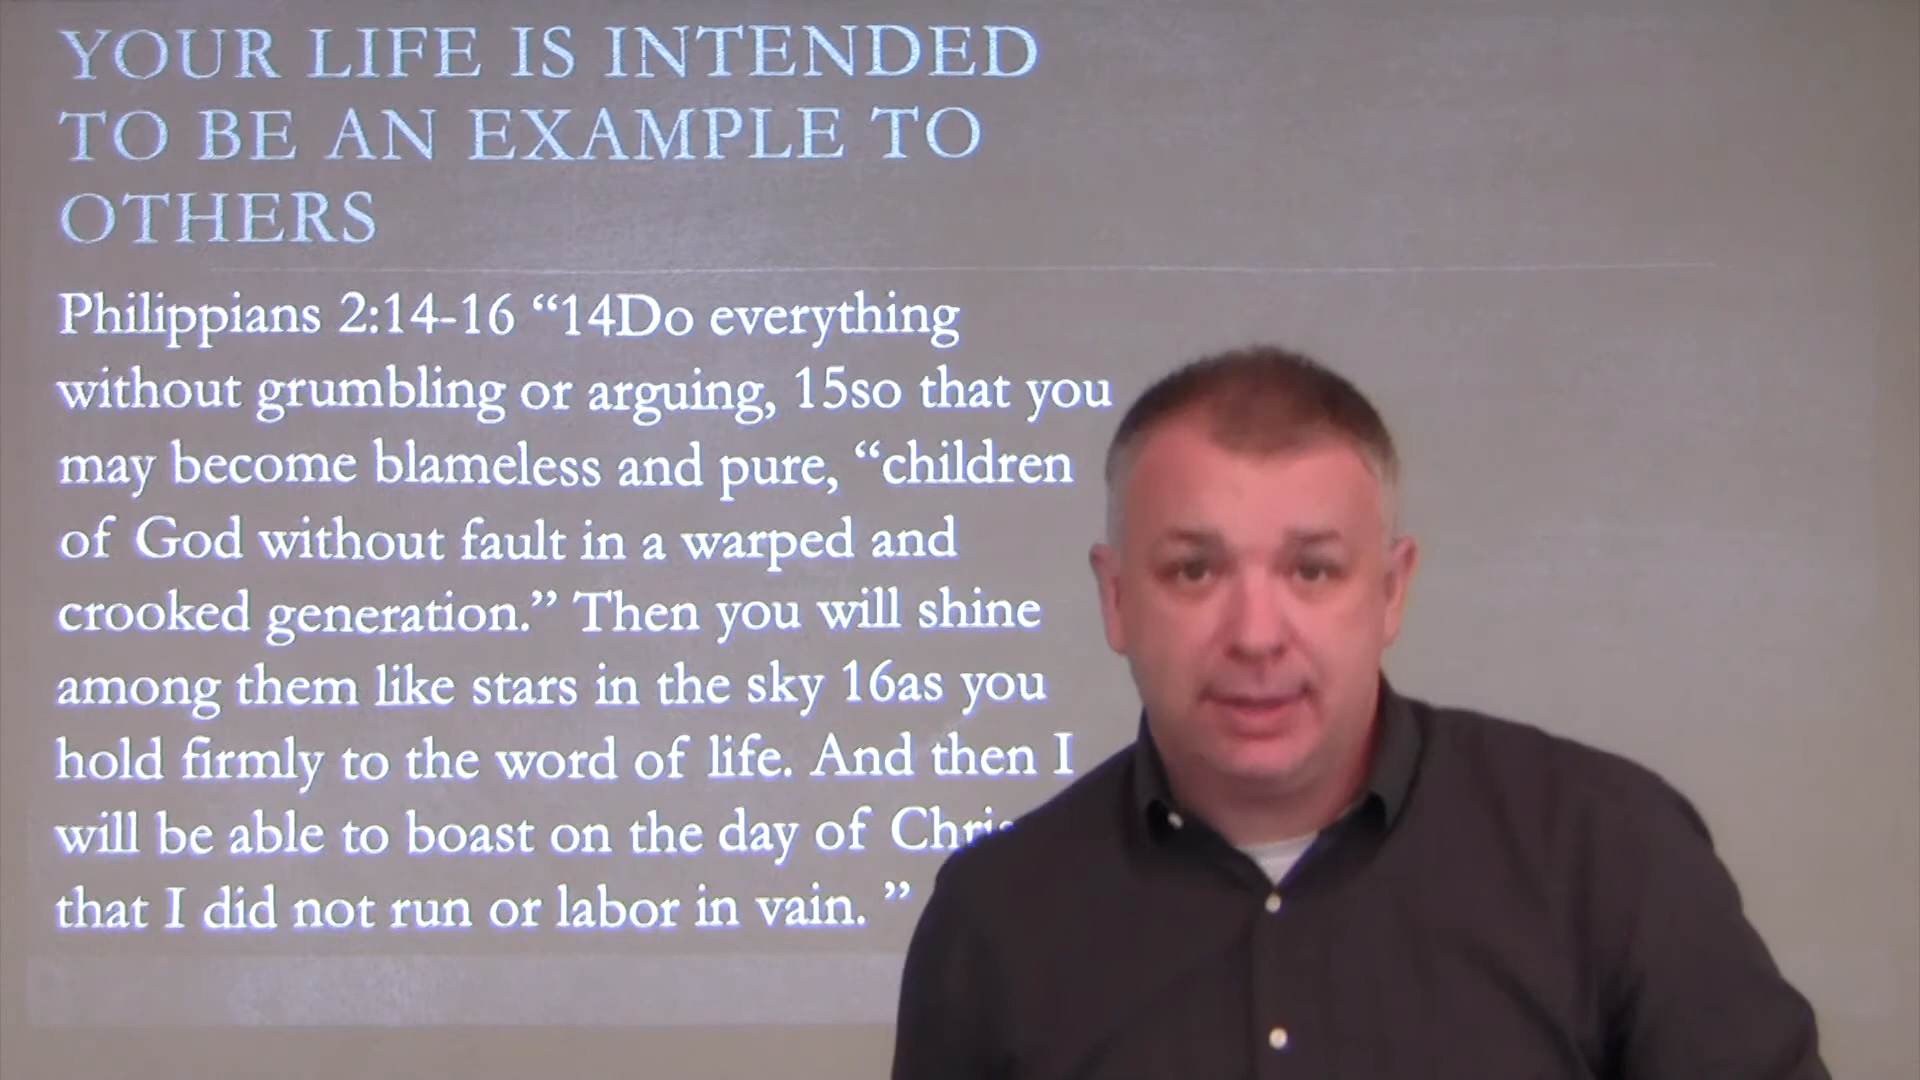 YOUR LIFE IS INTENDED
TO BE AN EXAMPLE TO
OTHERS
Philippians 2:14-16 “14Do everything
without grumbling or arguing, 15so that you
may become blameless and pure, “children
of God without fault in a warped and
crooked generation.” Then you will shine
among them like stars in the sky 16as you
hold firmly to the word of life. And then I
will be able to boast on the day of
that I did not run or labor in vain. ”